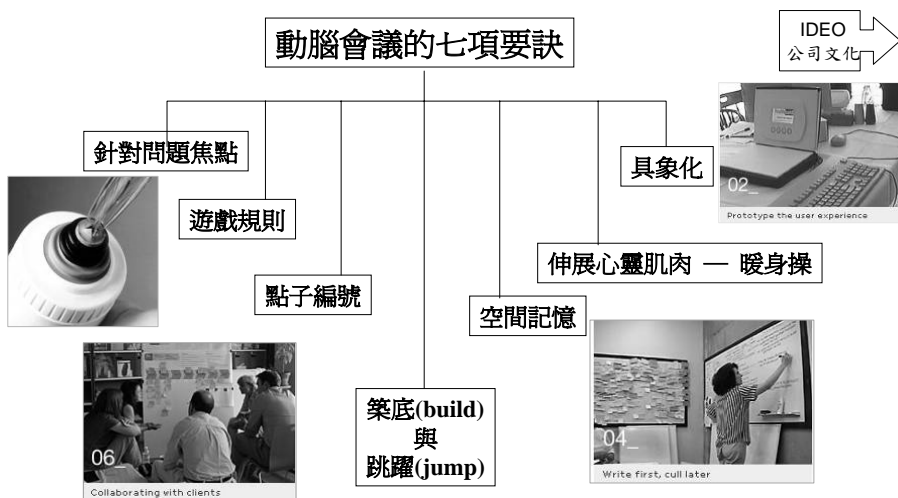 動腦會議的七項要訣
IDEO
公司文化
針對問題焦點
具象化
遊戲規則
02_
Prototype the user experience
伸展心靈肌肉 — 暖身操
點子編號
空間記憶
築底(build)
與
跳躍(jump)
06_
Collaborating with clients
04_
Write first, cull later